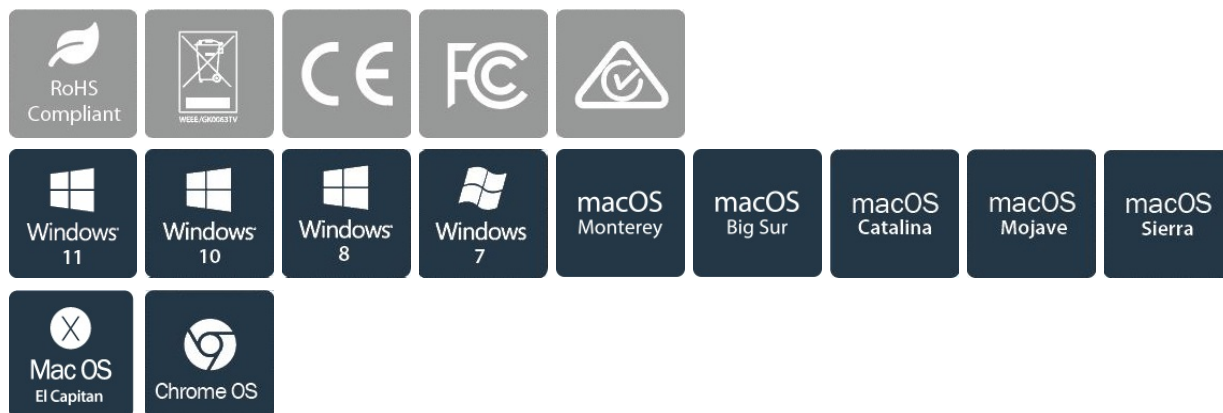 RoHS
Compliant
WEEE/GK0063TV
CE
FC
Windows
11
Windows
10
Windows
8
Windows
7
macOS
Monterey
macOS
Big Sur
macOS
Catalina
macOS
Mojave
macOS
Sierra
X
Mac OS
El Capitan
Chrome OS